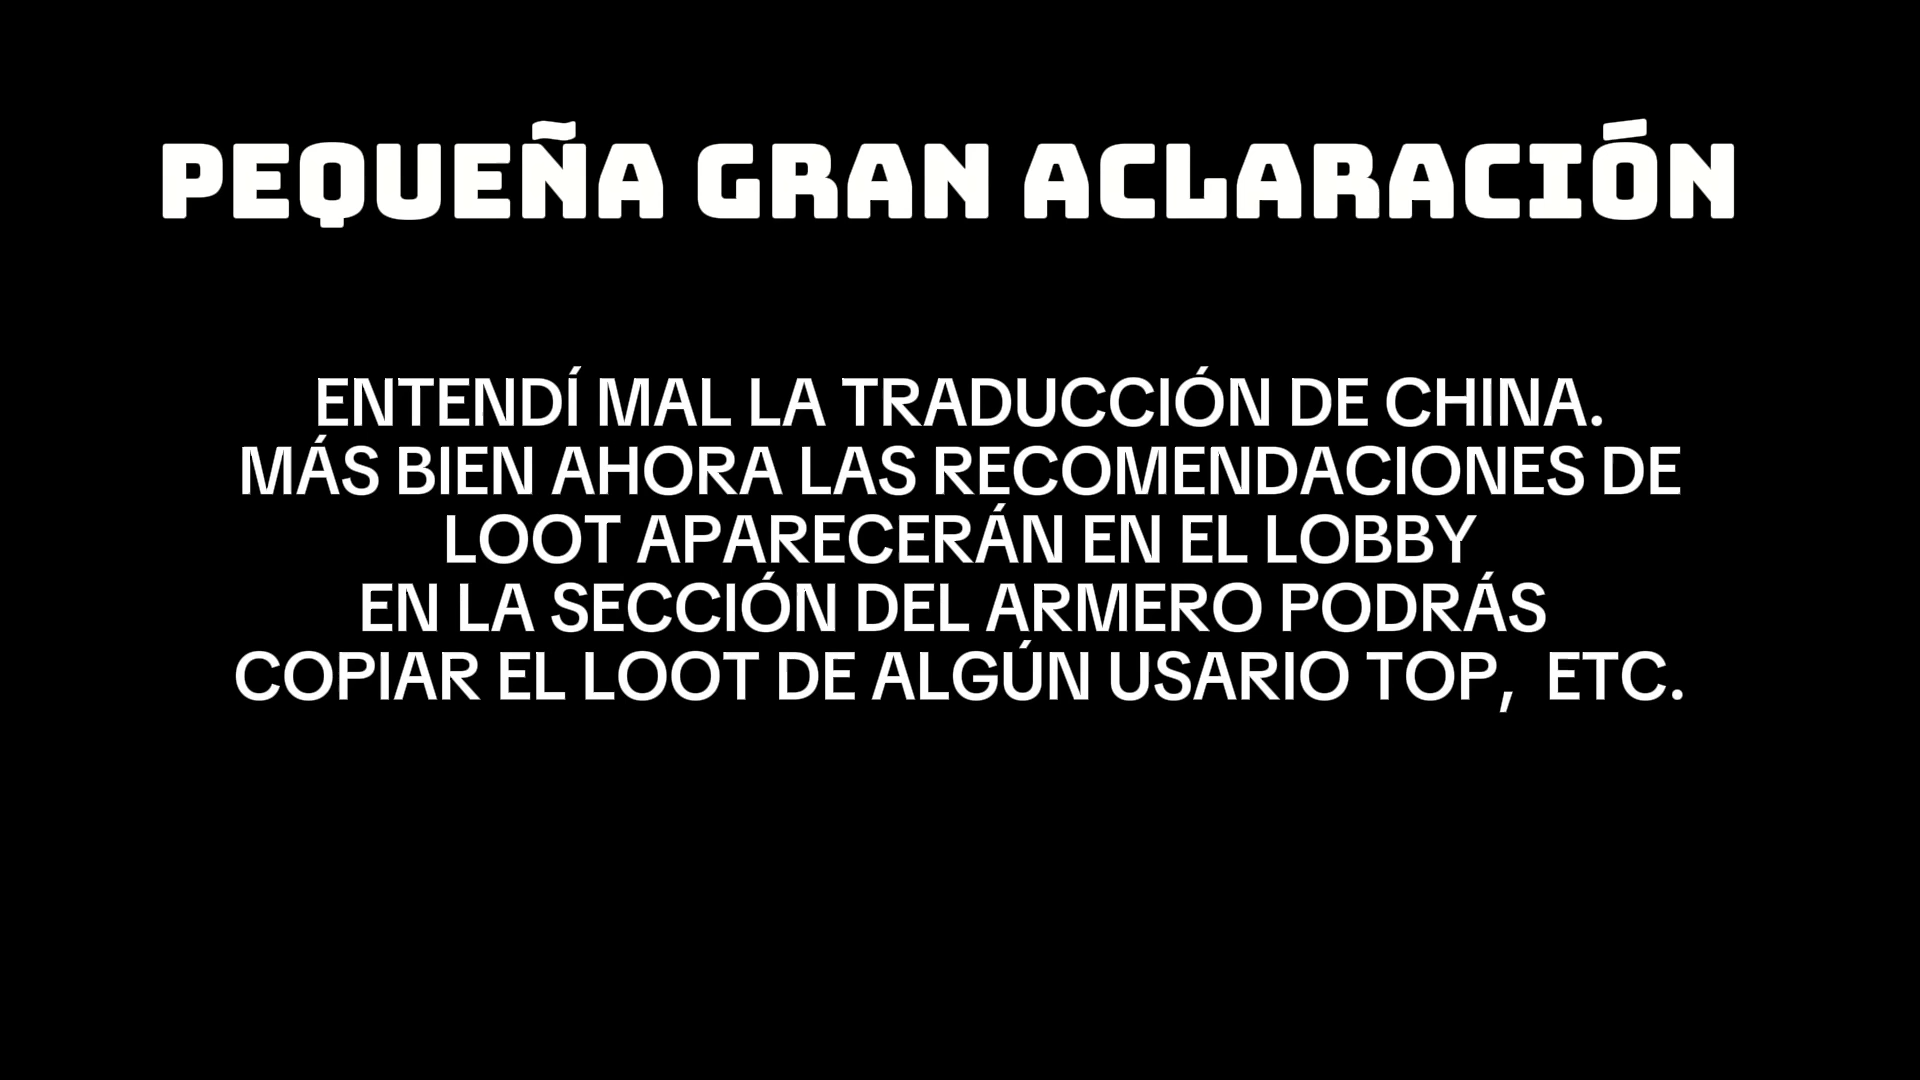 PEQUEÑA GRAN ACLARACIÓN
ENTENDÍ MAL LA TRADUCCIÓN DE CHINA.
MÁS BIEN AHORA LAS RECOMENDACIONES DE
LOOT APARECERÁN EN EL LOBBY
EN LA SECCIÓN DEL ARMERO PODRÁS
COPIAR EL LOOT DE ALGÚN USARIO TOP, ETC.